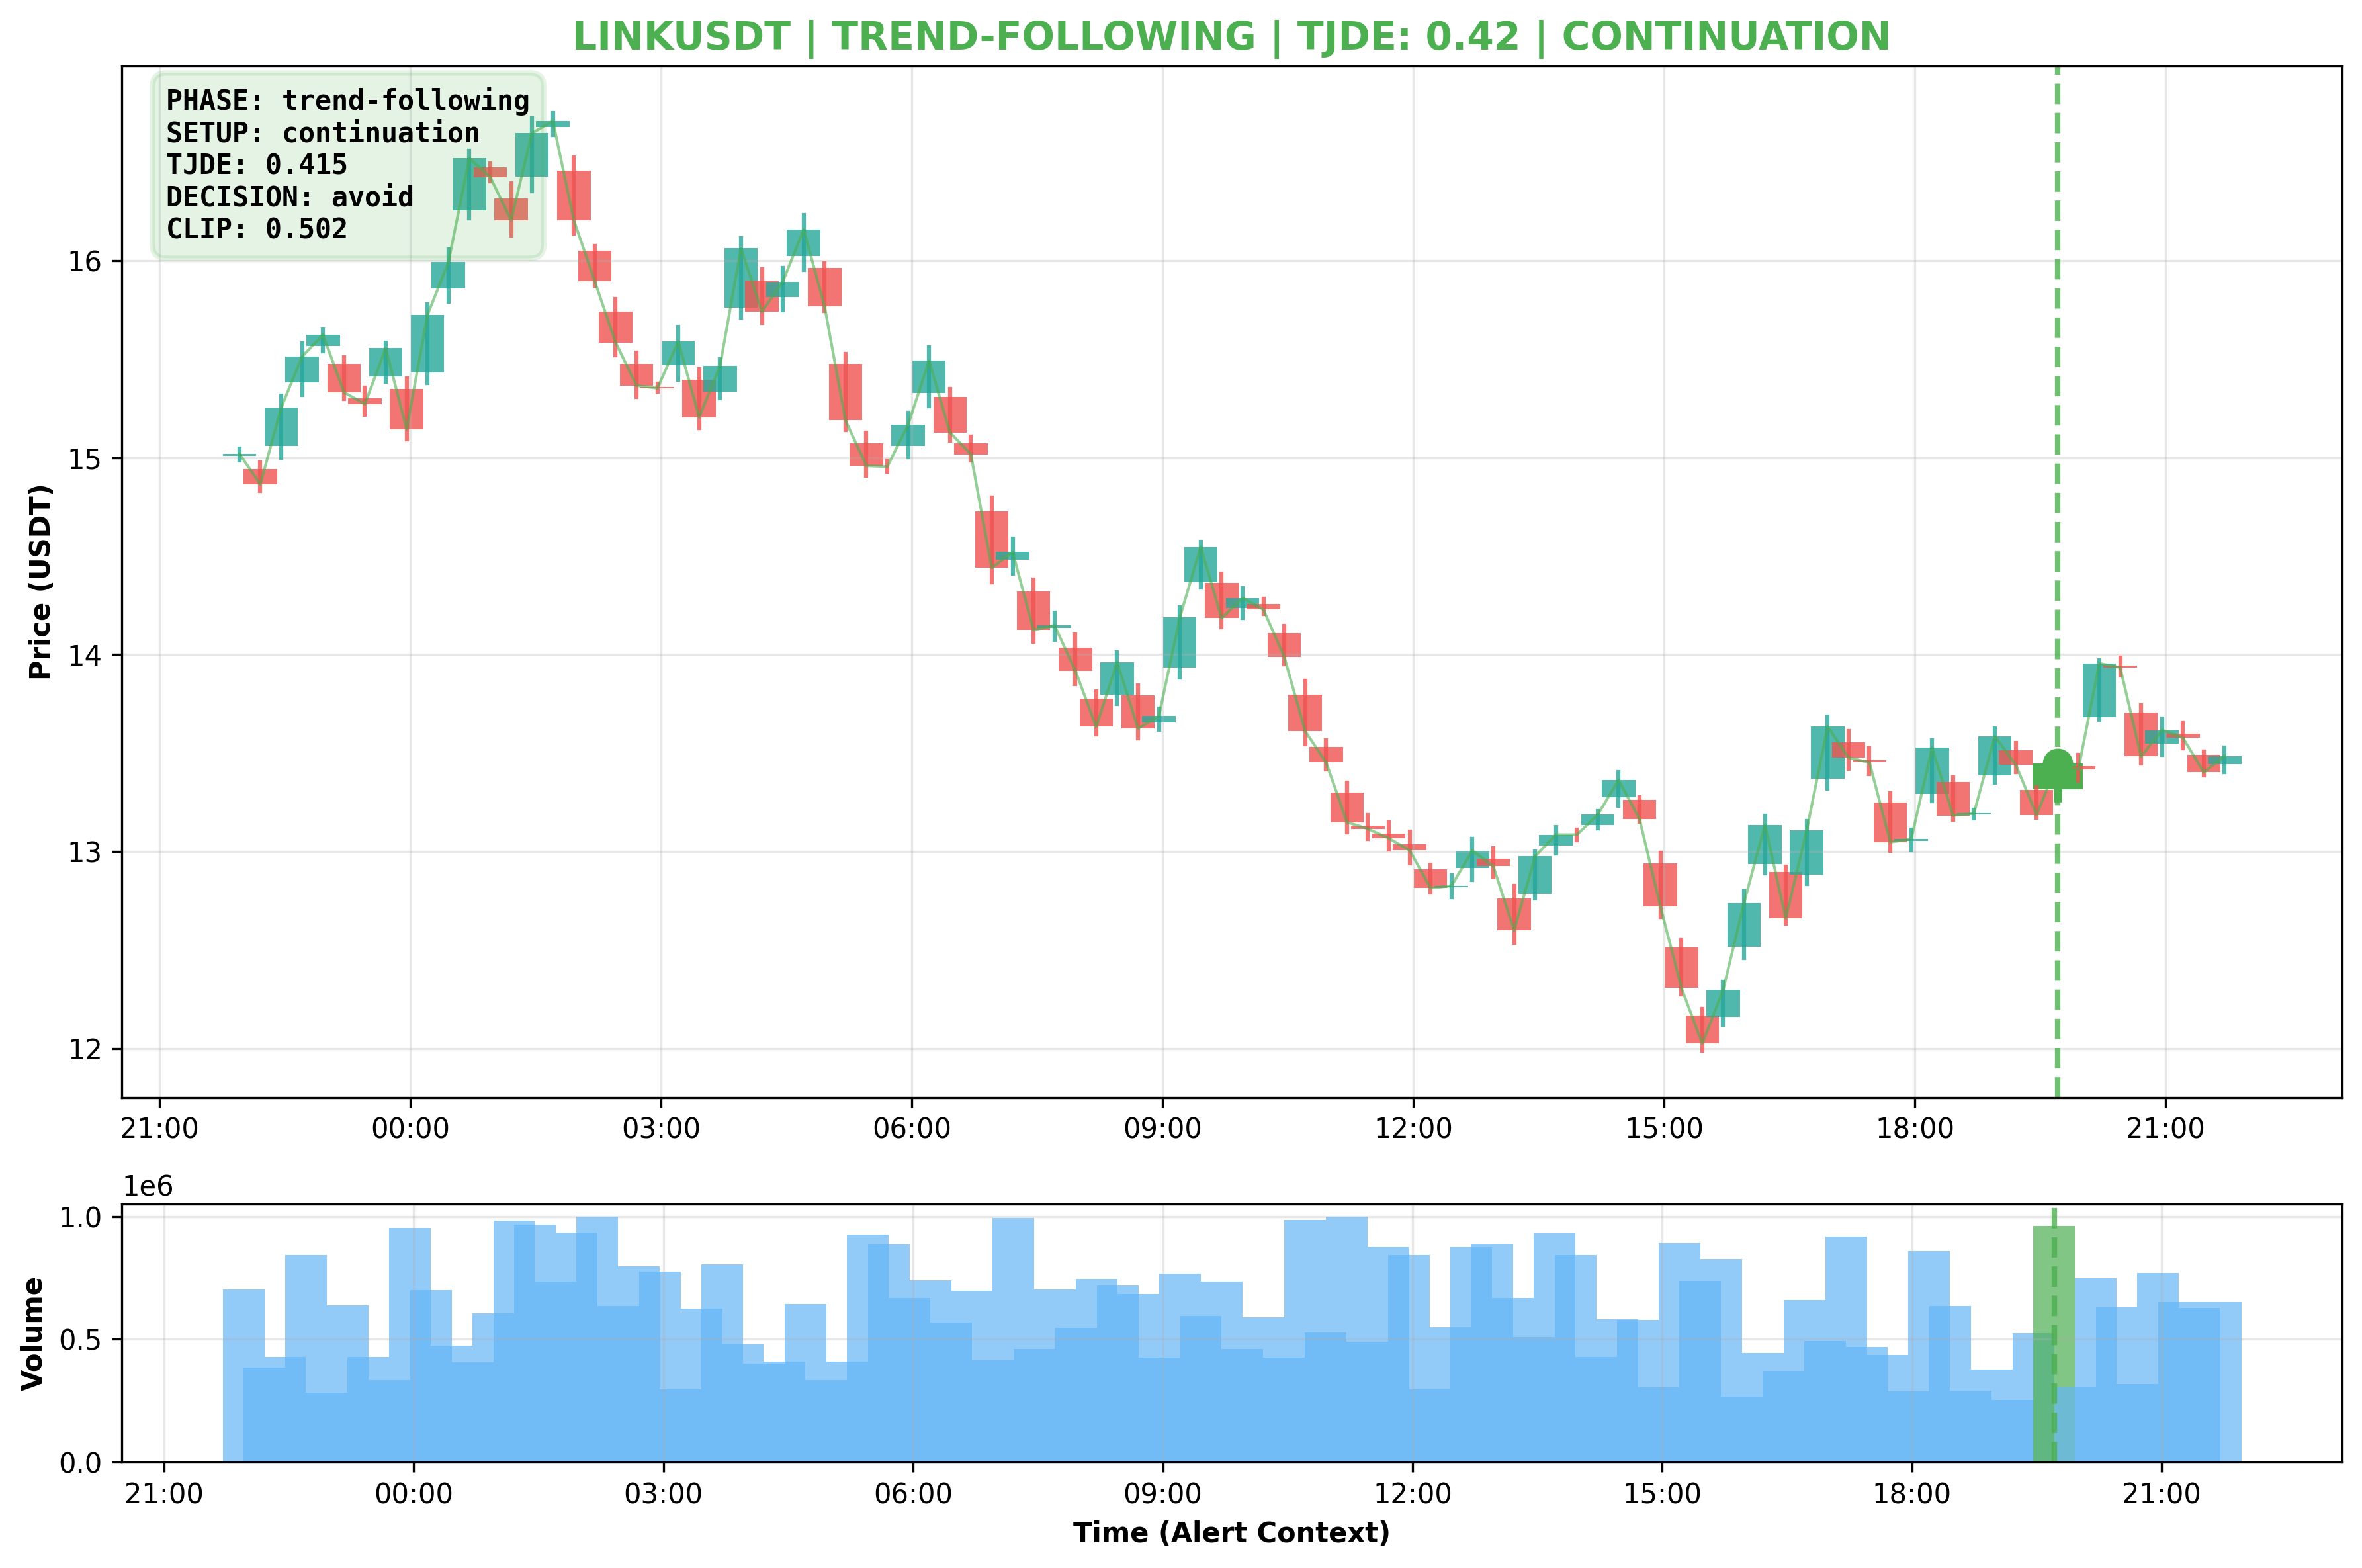 LINKUSDT | TREND-FOLLOWING | TJDE: 0.42 | CONTINUATION
PHASE: trend-following
SETUP: continuation
TJDE: 0.415
DECISION: avoid
CLIP: 0.502
Price (USDT)
16
15
14
13
12
21:00 00:00 03:00 06:00 09:00 12:00 15:00 18:00 21:00
1e6
Volume
1.0
0.5
0.0
21:00 00:00 03:00 06:00 09:00 12:00 15:00 18:00 21:00
Time (Alert Context)